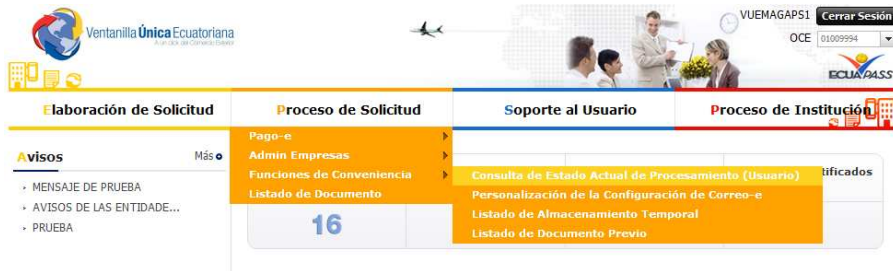 Ventanilla Única Ecuatoriana
VUEMAGAPS1 Cerrar Sesión
OCE 01009994
ECUAPASS
Elaboración de Solicitud
Proceso de Solicitud
Soporte al Usuario
Proceso de Institución
Avisos
Más
MENSAJE DE PRUEBA
AVISOS DE LAS ENTIDADE...
PRUEBA
Pago-e
Admin Empresas
Funciones de Conveniencia
Listado de Documento
Consulta de Estado Actual de Procesamiento (Usuario)
Personalización de la Configuración de Correo-e
Listado de Almacenamiento Temporal
Listado de Documento Previo
16